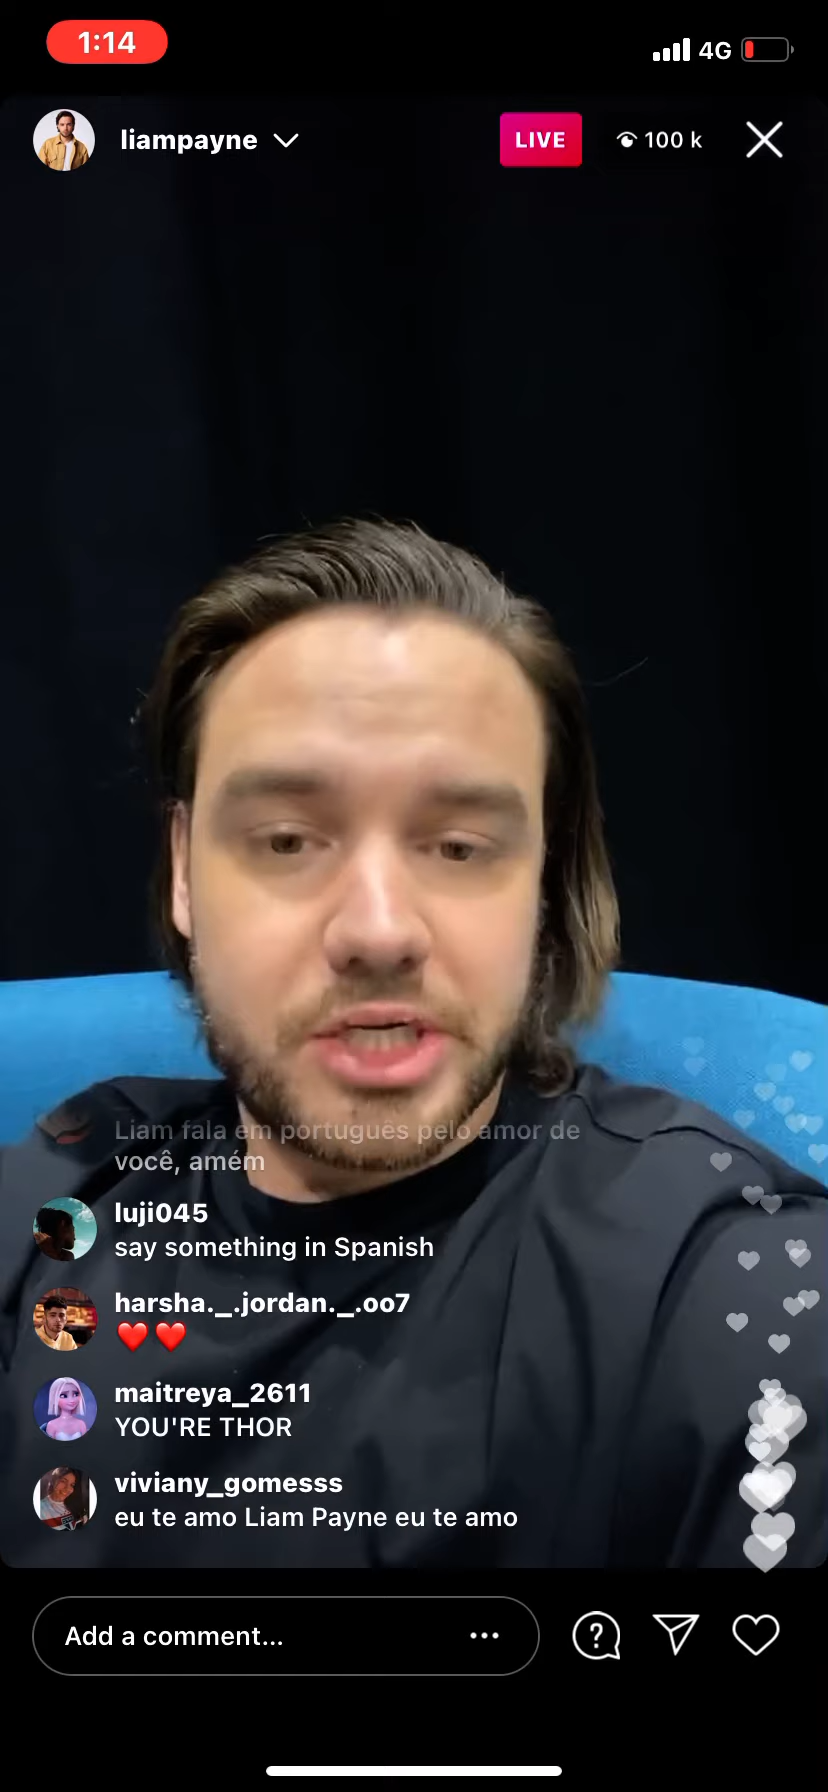 1:14
4G
liampayne
LIVE
100 k
Liam fala em português pelo amor de
você, amém
luji045
say something in Spanish
harsha._.jordan._.oo7
❤️❤️
maitreya_2611
YOU'RE THOR
viviany_gomesss
eu te amo Liam Payne eu te amo
Add a comment...